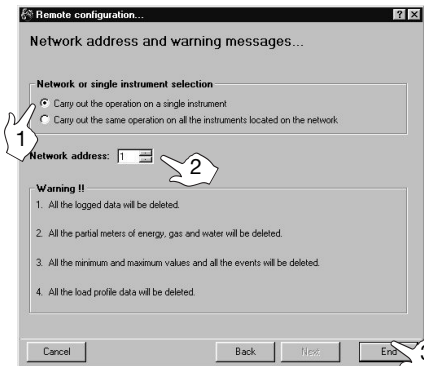 Remote configuration...
Network address and warning messages...
Network or single instrument selection
Carry out the operation on a single instrument
Carry out the same operation on all the instruments located on the network
1
Network address: 1
2
Warning !!
1. All the logged data will be deleted.
2. All the partial meters of energy, gas and water will be deleted.
3. All the minimum and maximum values and all the events will be deleted.
4. All the load profile data will be deleted.
Cancel Back Next End
3